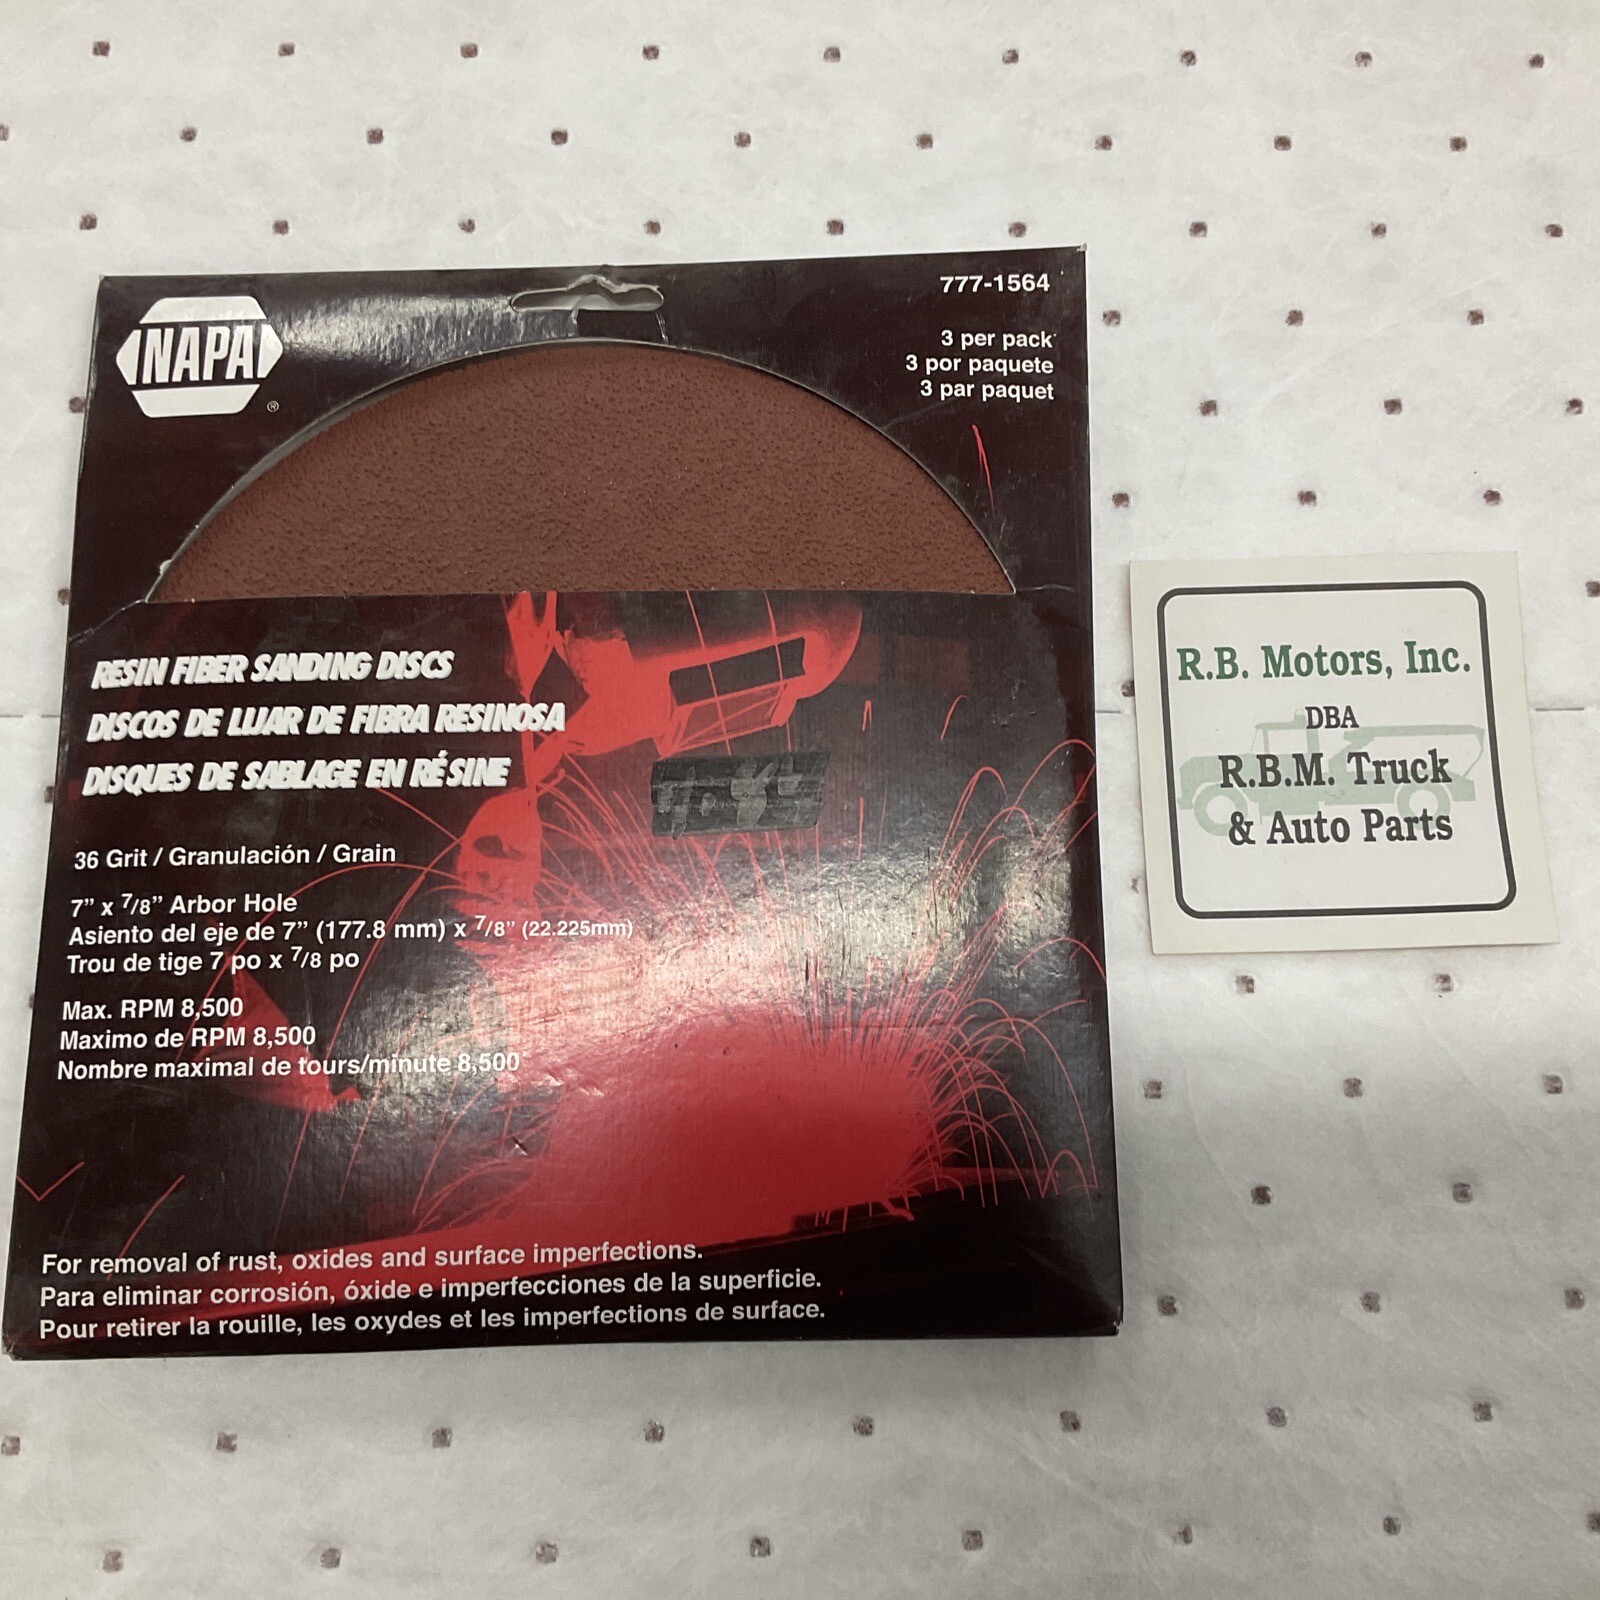 NAPA
®
777-1564
3 per pack
3 por paquete
3 par paquet
RESIN FIBER SANDING DISCS
DISCOS DE LIJAR DE FIBRA RESINOSA
DISQUES DE SABLAGE EN RÉSINE
36 Grit / Granulación / Grain
7” x 7/8” Arbor Hole
Asiento del eje de 7” (177.8 mm) x 7/8” (22.225mm)
Trou de tige 7 po x 7/8 po
Max. RPM 8,500
Maximo de RPM 8,500
Nombre maximal de tours/minute 8,500
For removal of rust, oxides and surface imperfections.
Para eliminar corrosión, óxide e imperfecciones de la superficie.
Pour retirer la rouille, les oxydes et les imperfections de surface.
R.B. Motors, Inc.
DBA
R.B.M. Truck
& Auto Parts